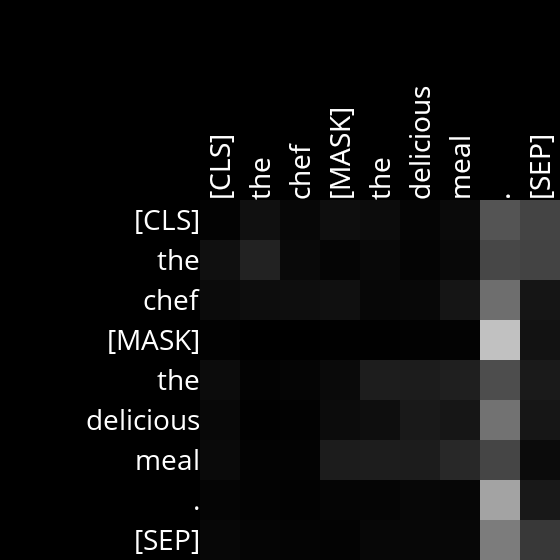 [CLS] the chef [MASK] the delicious meal . [SEP]
[CLS]
the
chef
[MASK]
the
delicious
meal
.
[SEP]